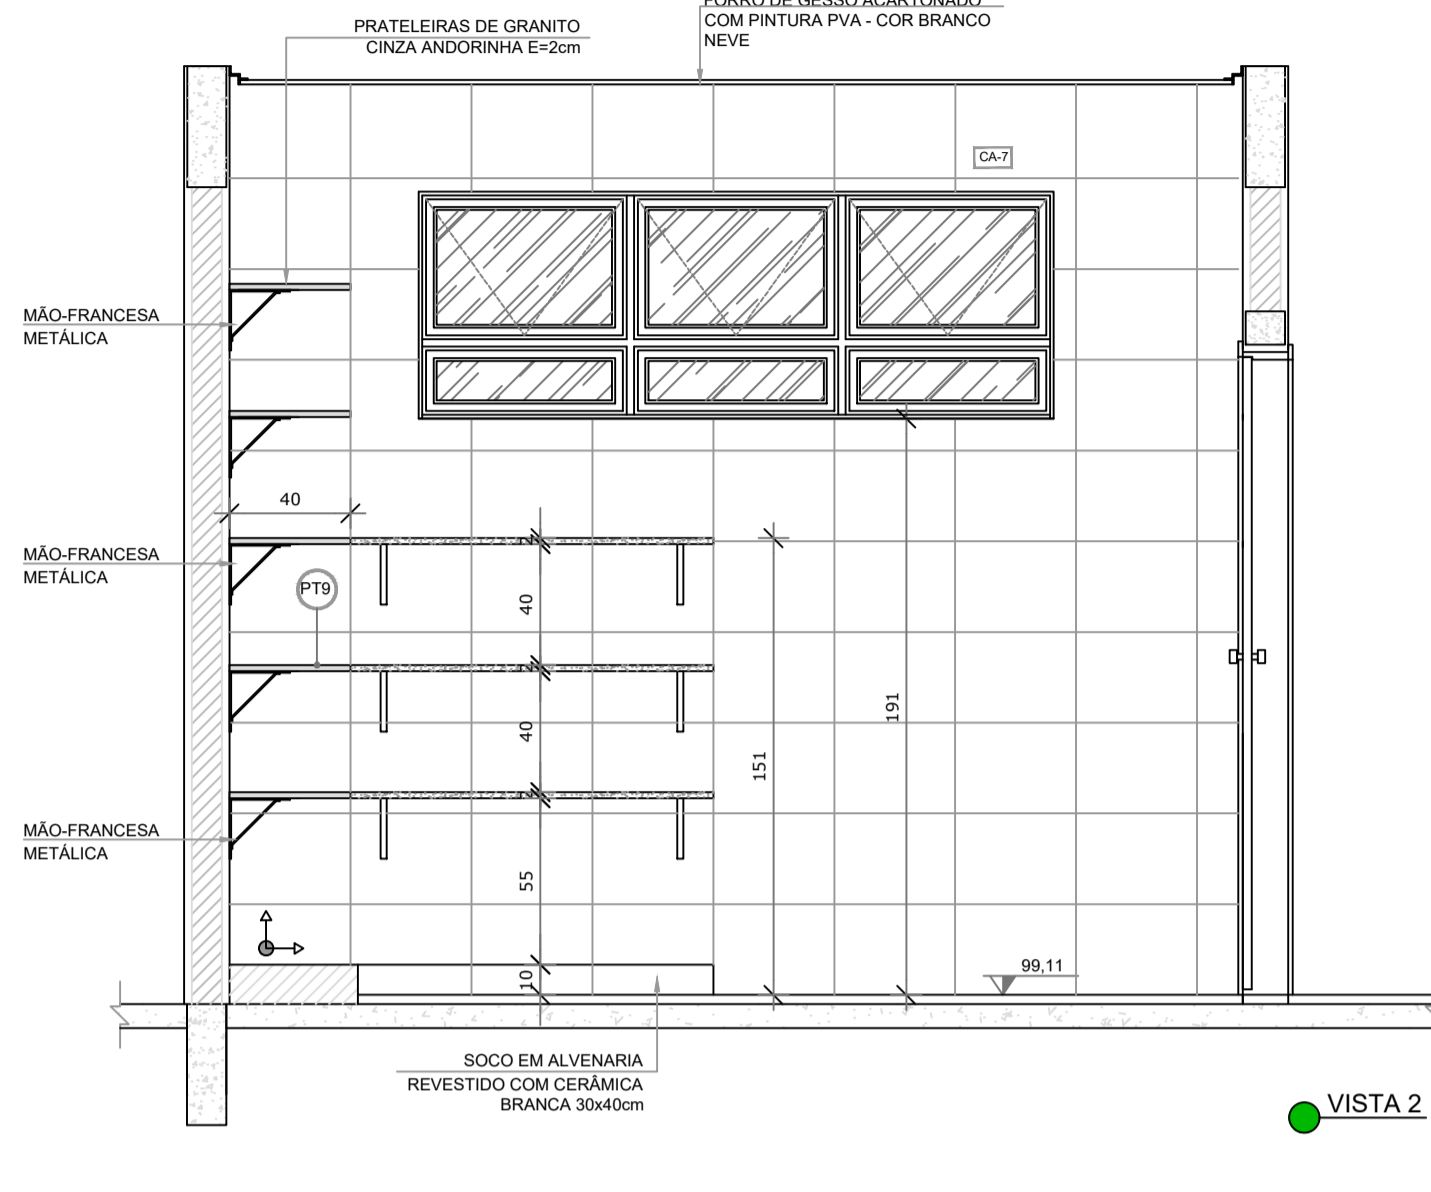 PRATELEIRAS DE GRANITO
CINZA ANDORINHA E=2cm
FORRO DE GESSO ACARTONADO
COM PINTURA PVA - COR BRANCO
NEVE
CA-7
MÃO-FRANCESA
METÁLICA
40
MÃO-FRANCESA
METÁLICA
PT9
2
40
2
40
2
55
10
151
191
MÃO-FRANCESA
METÁLICA
99,11
SOCO EM ALVENARIA
REVESTIDO COM CERÂMICA
BRANCA 30x40cm
VISTA 2